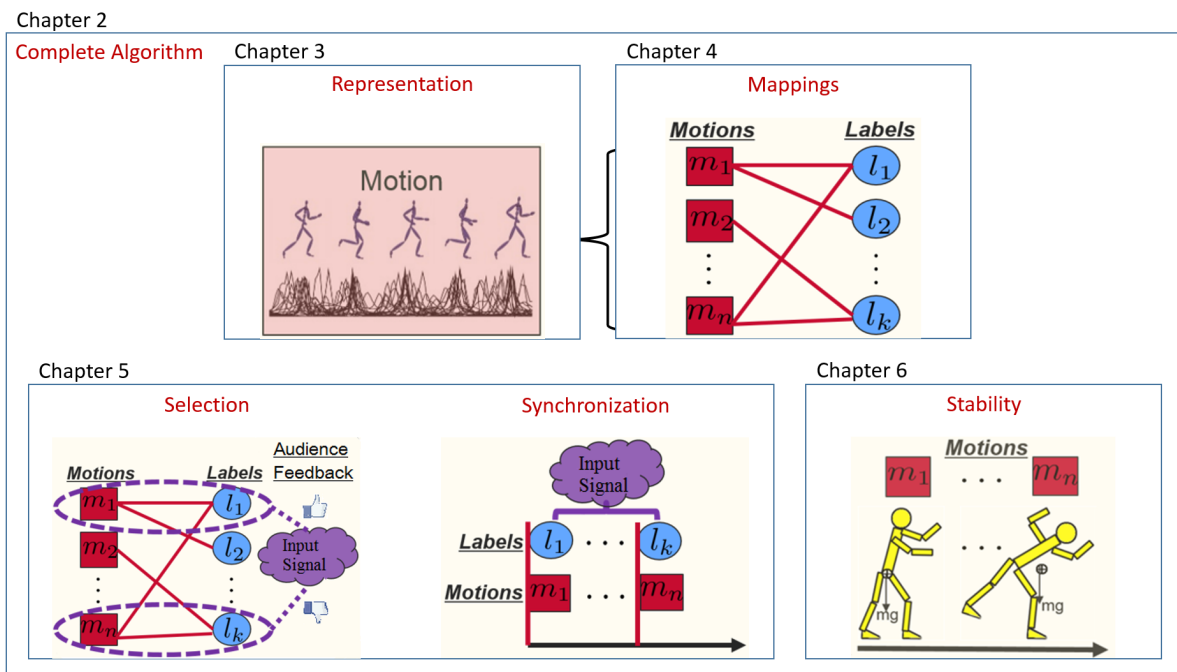 Chapter 2
Complete Algorithm
Chapter 3
Representation
Motion
Chapter 4
Mappings
Motions Labels
m1 l1
m2 l2
⋮ ⋮
mn lk
Chapter 5
Selection
Audience
Feedback
Motions Labels
m1 l1
m2 l2
⋮ ⋮
mn lk
Input
Signal
Synchronization
Input
Signal
Labels l1 ... lk
Motions m1 ... mn
Chapter 6
Stability
Motions
m1 ... mn
...
mg mg